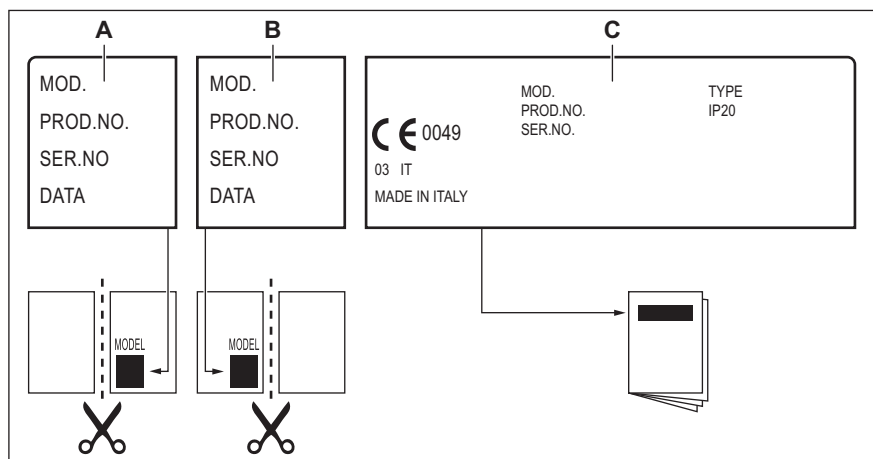 A
B
C
MOD.
PROD.NO.
SER.NO
DATA
MOD.
PROD.NO.
SER.NO
DATA
MOD.
PROD.NO.
SER.NO.
TYPE
IP20
CE 0049
03 IT
MADE IN ITALY
MODEL
MODEL